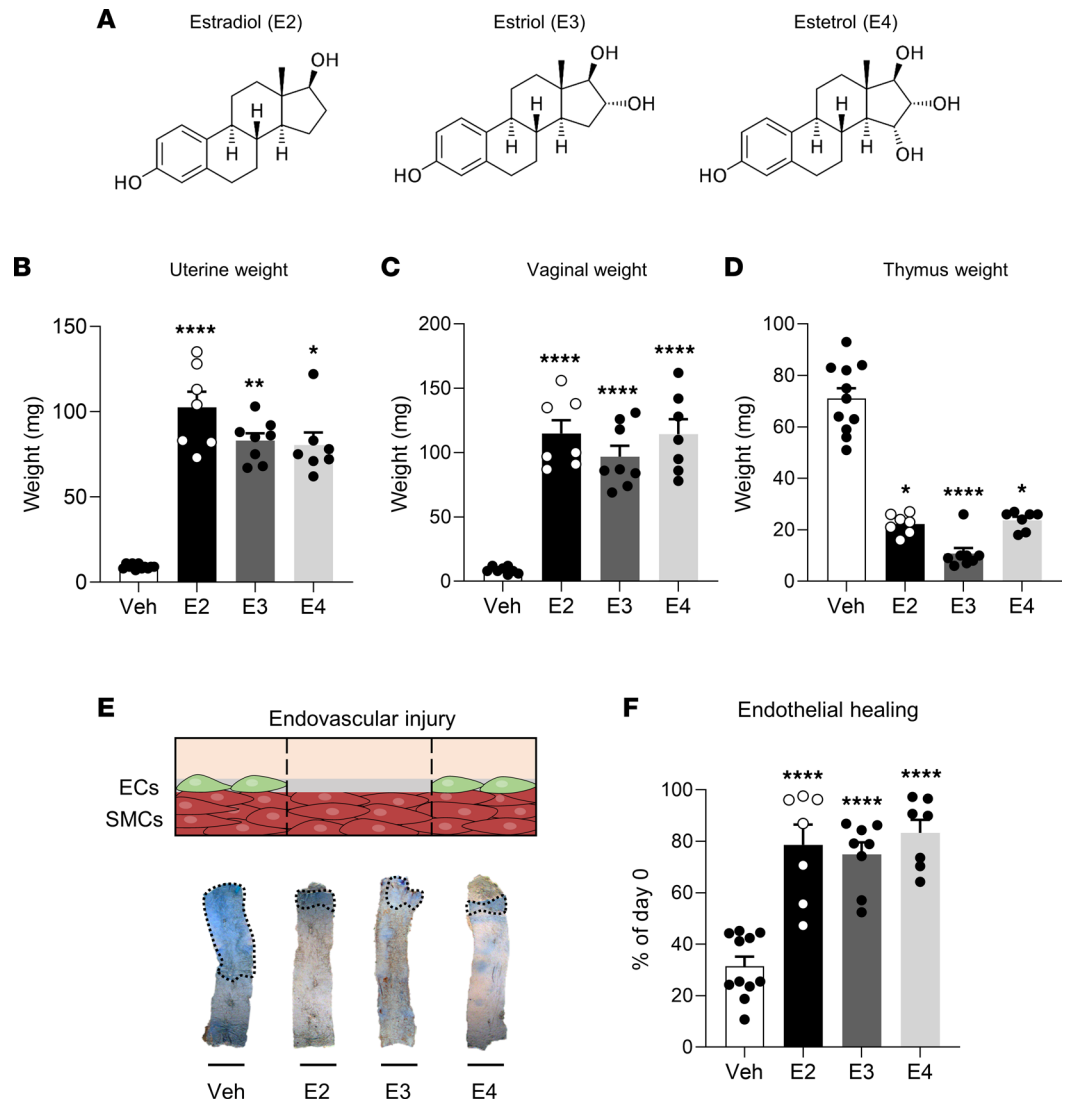 A
Estradiol (E2)
Estriol (E3)
Estetrol (E4)
OH
H
H
H
HO
OH
OH
H
H
H
HO
OH
OH
OH
H
H
H
HO
B
Uterine weight
Weight (mg)
150
100
50
0
****
**
*
Veh E2 E3 E4
C
Vaginal weight
Weight (mg)
200
150
100
50
0
****
****
****
Veh E2 E3 E4
D
Thymus weight
Weight (mg)
100
80
60
40
20
0
*
****
*
Veh E2 E3 E4
E
Endovascular injury
ECs
SMCs
Veh E2 E3 E4
F
Endothelial healing
% of day 0
100
80
60
40
20
0
****
****
****
Veh E2 E3 E4